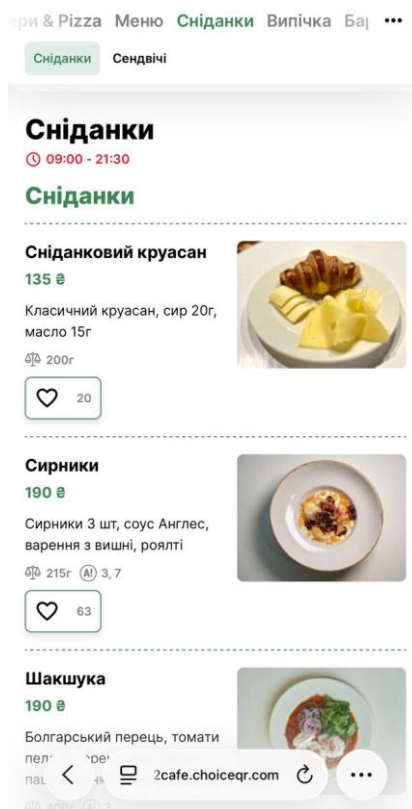 ери & Pizza Меню Сніданки Випічка Ба
Сніданки Сендвічі
Сніданки
09:00 - 21:30
Сніданки
Сніданковий круасан
135 ₴
Класичний круасан, сир 20г,
масло 15г
200г
20
Сирники
190 ₴
Сирники 3 шт, соус Англес,
варення з вишні, роялті
215г A! 3, 7
63
Шакшука
190 ₴
Болгарський перець, томати
2cafe.choiceqr.com